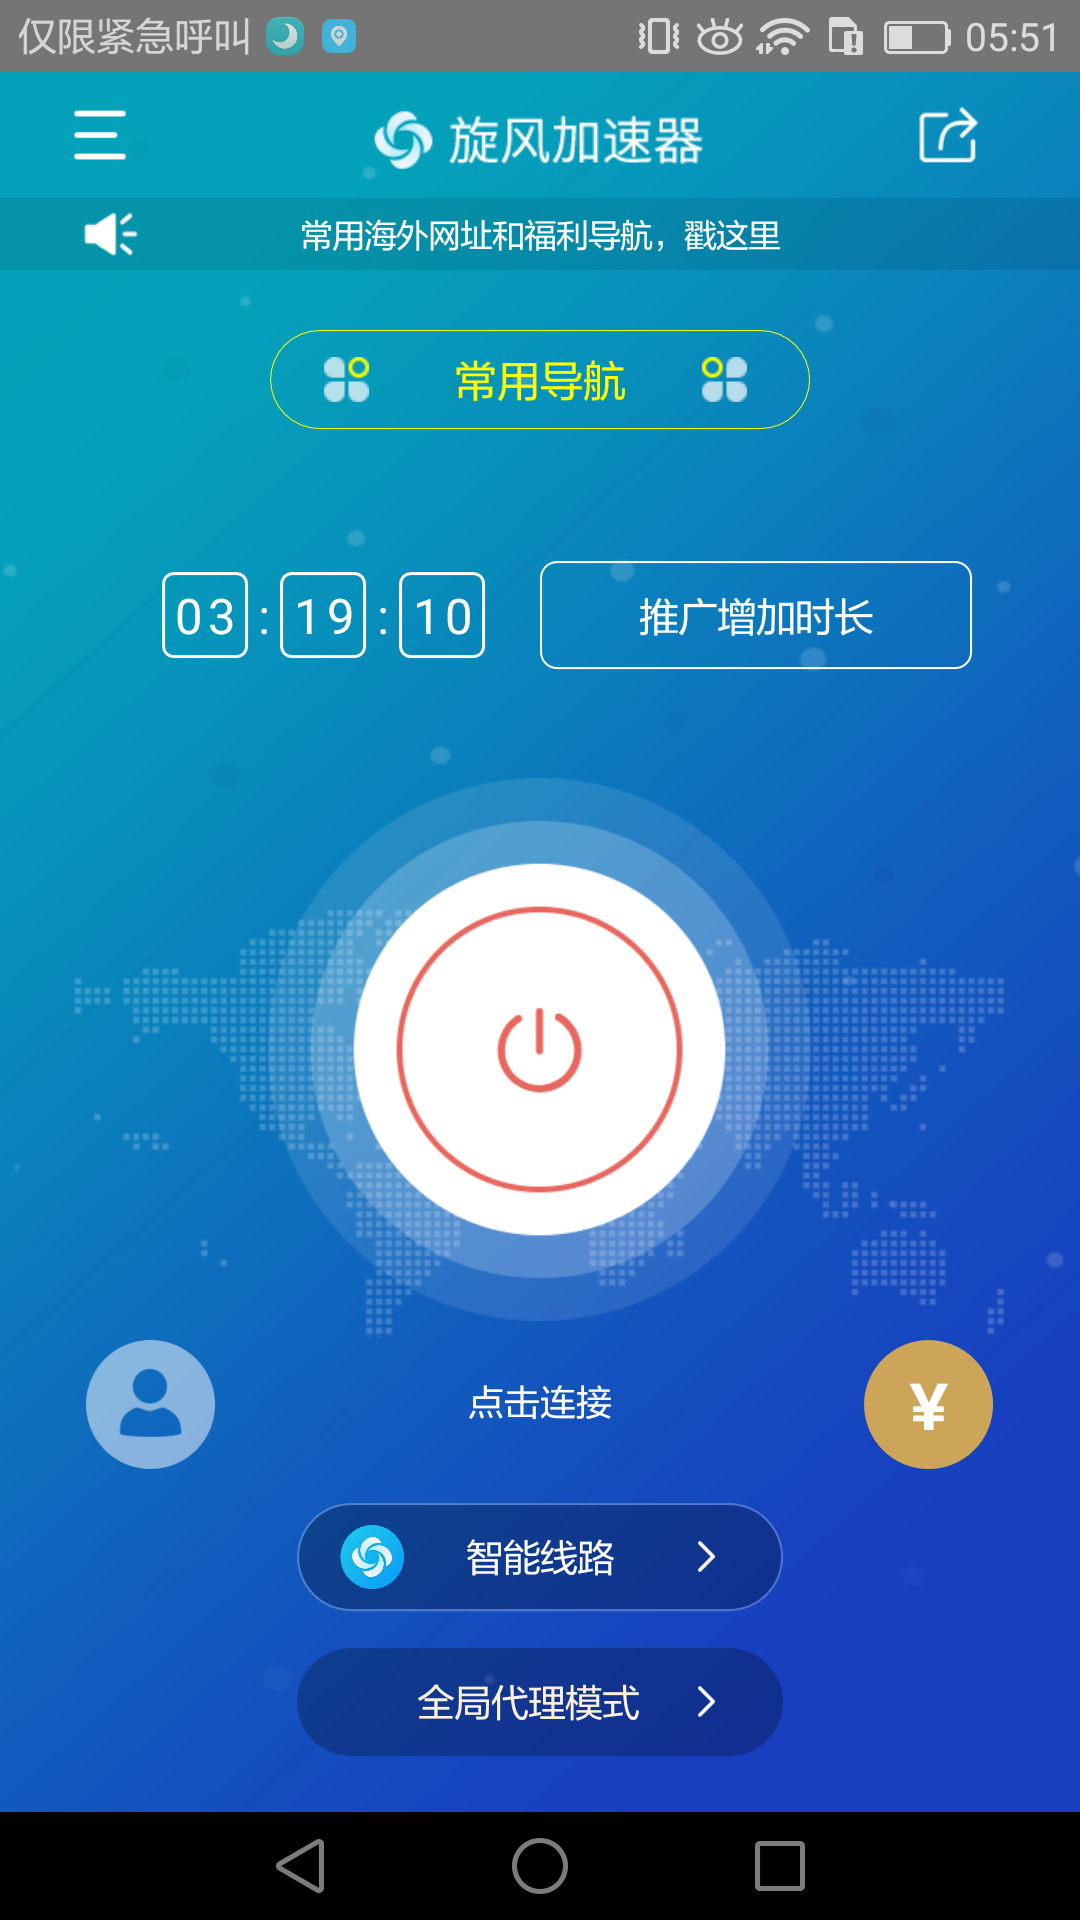 仅限紧急呼叫 05:51
旋风加速器
常用海外网址和福利导航，戳这里
常用导航
03 : 19 : 10 推广增加时长
点击连接 ¥
智能线路
全局代理模式